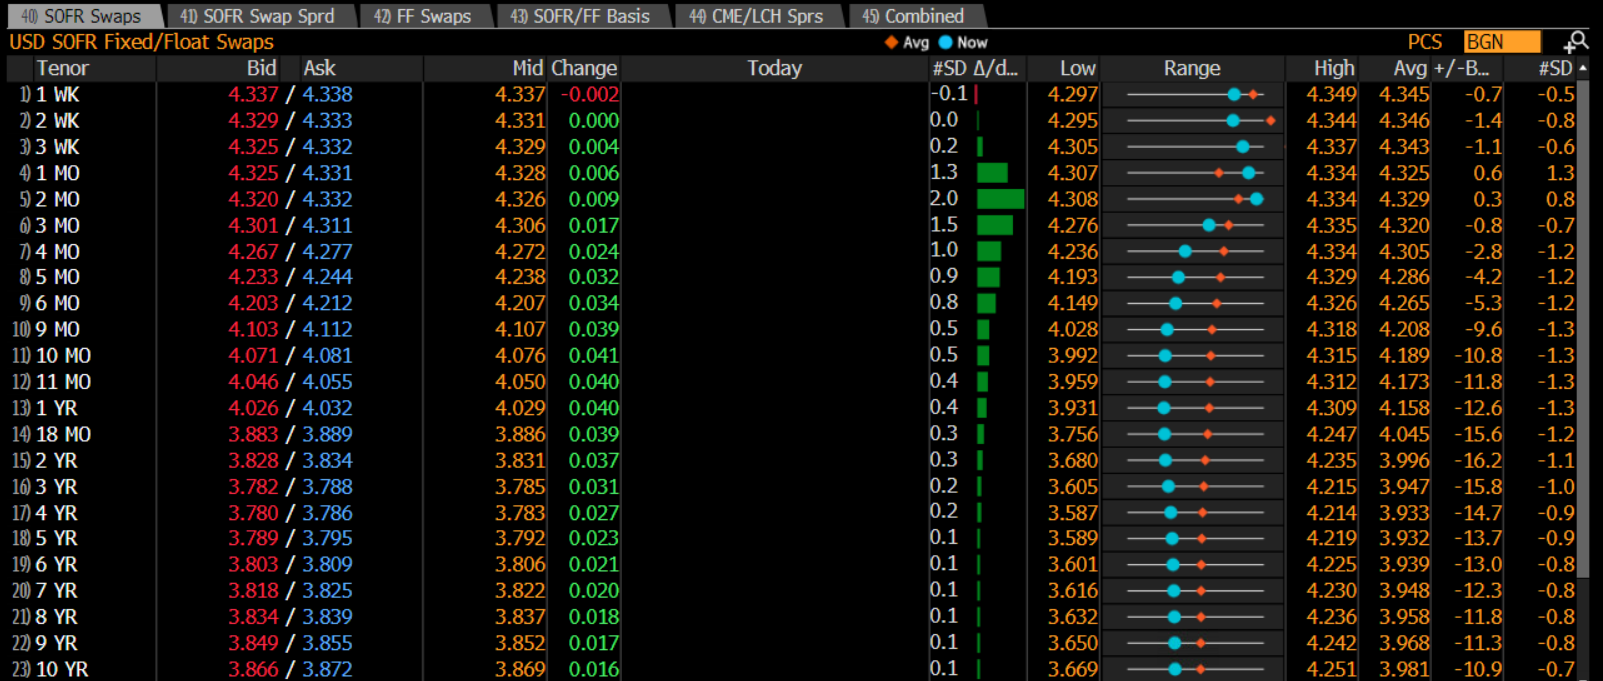 40) SOFR Swaps 41) SOFR Swap Sprd 42) FF Swaps 43) SOFR/FF Basis 44) CME/LCH Sprs 45) Combined
USD SOFR Fixed/Float Swaps Avg Now PCS BGN
Tenor Bid Ask Mid Change Today #SD Δ/d... Low Range High Avg +/-B... #SD
1) 1 WK 4.337 / 4.338 4.337 -0.002 -0.1 4.297 4.349 4.345 -0.7 -0.5
2) 2 WK 4.329 / 4.333 4.331 0.000 0.0 4.295 4.344 4.346 -1.4 -0.8
3) 3 WK 4.325 / 4.332 4.329 0.004 0.2 4.305 4.337 4.343 -1.1 -0.6
4) 1 MO 4.325 / 4.331 4.328 0.006 1.3 4.307 4.334 4.325 0.6 1.3
5) 2 MO 4.320 / 4.332 4.326 0.009 2.0 4.308 4.334 4.329 0.3 0.8
6) 3 MO 4.301 / 4.311 4.306 0.017 1.5 4.276 4.335 4.320 -0.8 -0.7
7) 4 MO 4.267 / 4.277 4.272 0.024 1.0 4.236 4.334 4.305 -2.8 -1.2
8) 5 MO 4.233 / 4.244 4.238 0.032 0.9 4.193 4.329 4.286 -4.2 -1.2
9) 6 MO 4.203 / 4.212 4.207 0.034 0.8 4.149 4.326 4.265 -5.3 -1.2
10) 9 MO 4.103 / 4.112 4.107 0.039 0.5 4.028 4.318 4.208 -9.6 -1.3
11) 10 MO 4.071 / 4.081 4.076 0.041 0.5 3.992 4.315 4.189 -10.8 -1.3
12) 11 MO 4.046 / 4.055 4.050 0.040 0.4 3.959 4.312 4.173 -11.8 -1.3
13) 1 YR 4.026 / 4.032 4.029 0.040 0.4 3.931 4.309 4.158 -12.6 -1.3
14) 18 MO 3.883 / 3.889 3.886 0.039 0.3 3.756 4.247 4.045 -15.6 -1.2
15) 2 YR 3.828 / 3.834 3.831 0.037 0.3 3.680 4.235 3.996 -16.2 -1.1
16) 3 YR 3.782 / 3.788 3.785 0.031 0.2 3.605 4.215 3.947 -15.8 -1.0
17) 4 YR 3.780 / 3.786 3.783 0.027 0.2 3.587 4.214 3.933 -14.7 -0.9
18) 5 YR 3.789 / 3.795 3.792 0.023 0.1 3.589 4.219 3.932 -13.7 -0.9
19) 6 YR 3.803 / 3.809 3.806 0.021 0.1 3.601 4.225 3.939 -13.0 -0.8
20) 7 YR 3.818 / 3.825 3.822 0.020 0.1 3.616 4.230 3.948 -12.3 -0.8
21) 8 YR 3.834 / 3.839 3.837 0.018 0.1 3.632 4.236 3.958 -11.8 -0.8
22) 9 YR 3.849 / 3.855 3.852 0.017 0.1 3.650 4.242 3.968 -11.3 -0.8
23) 10 YR 3.866 / 3.872 3.869 0.016 0.1 3.669 4.251 3.981 -10.9 -0.7